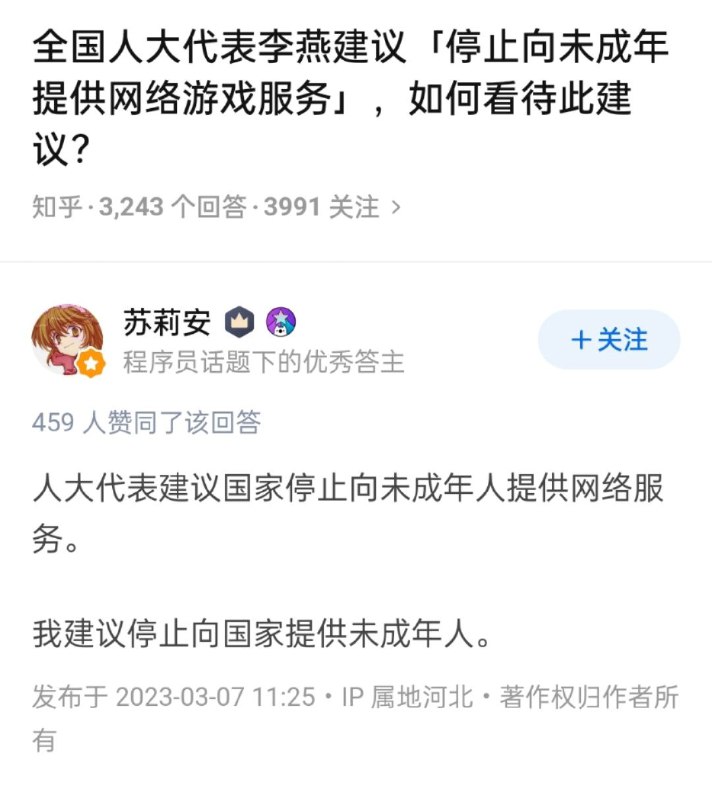 全国人大代表李燕建议「停止向未成年
提供网络游戏服务」，如何看待此建
议？
知乎·3,243 个回答·3991 关注 >
苏莉安
程序员话题下的优秀答主
+关注
459 人赞同了该回答
人大代表建议国家停止向未成年人提供网络服
务。
我建议停止向国家提供未成年人。
发布于 2023-03-07 11:25・IP 属地河北・著作权归作者所
有